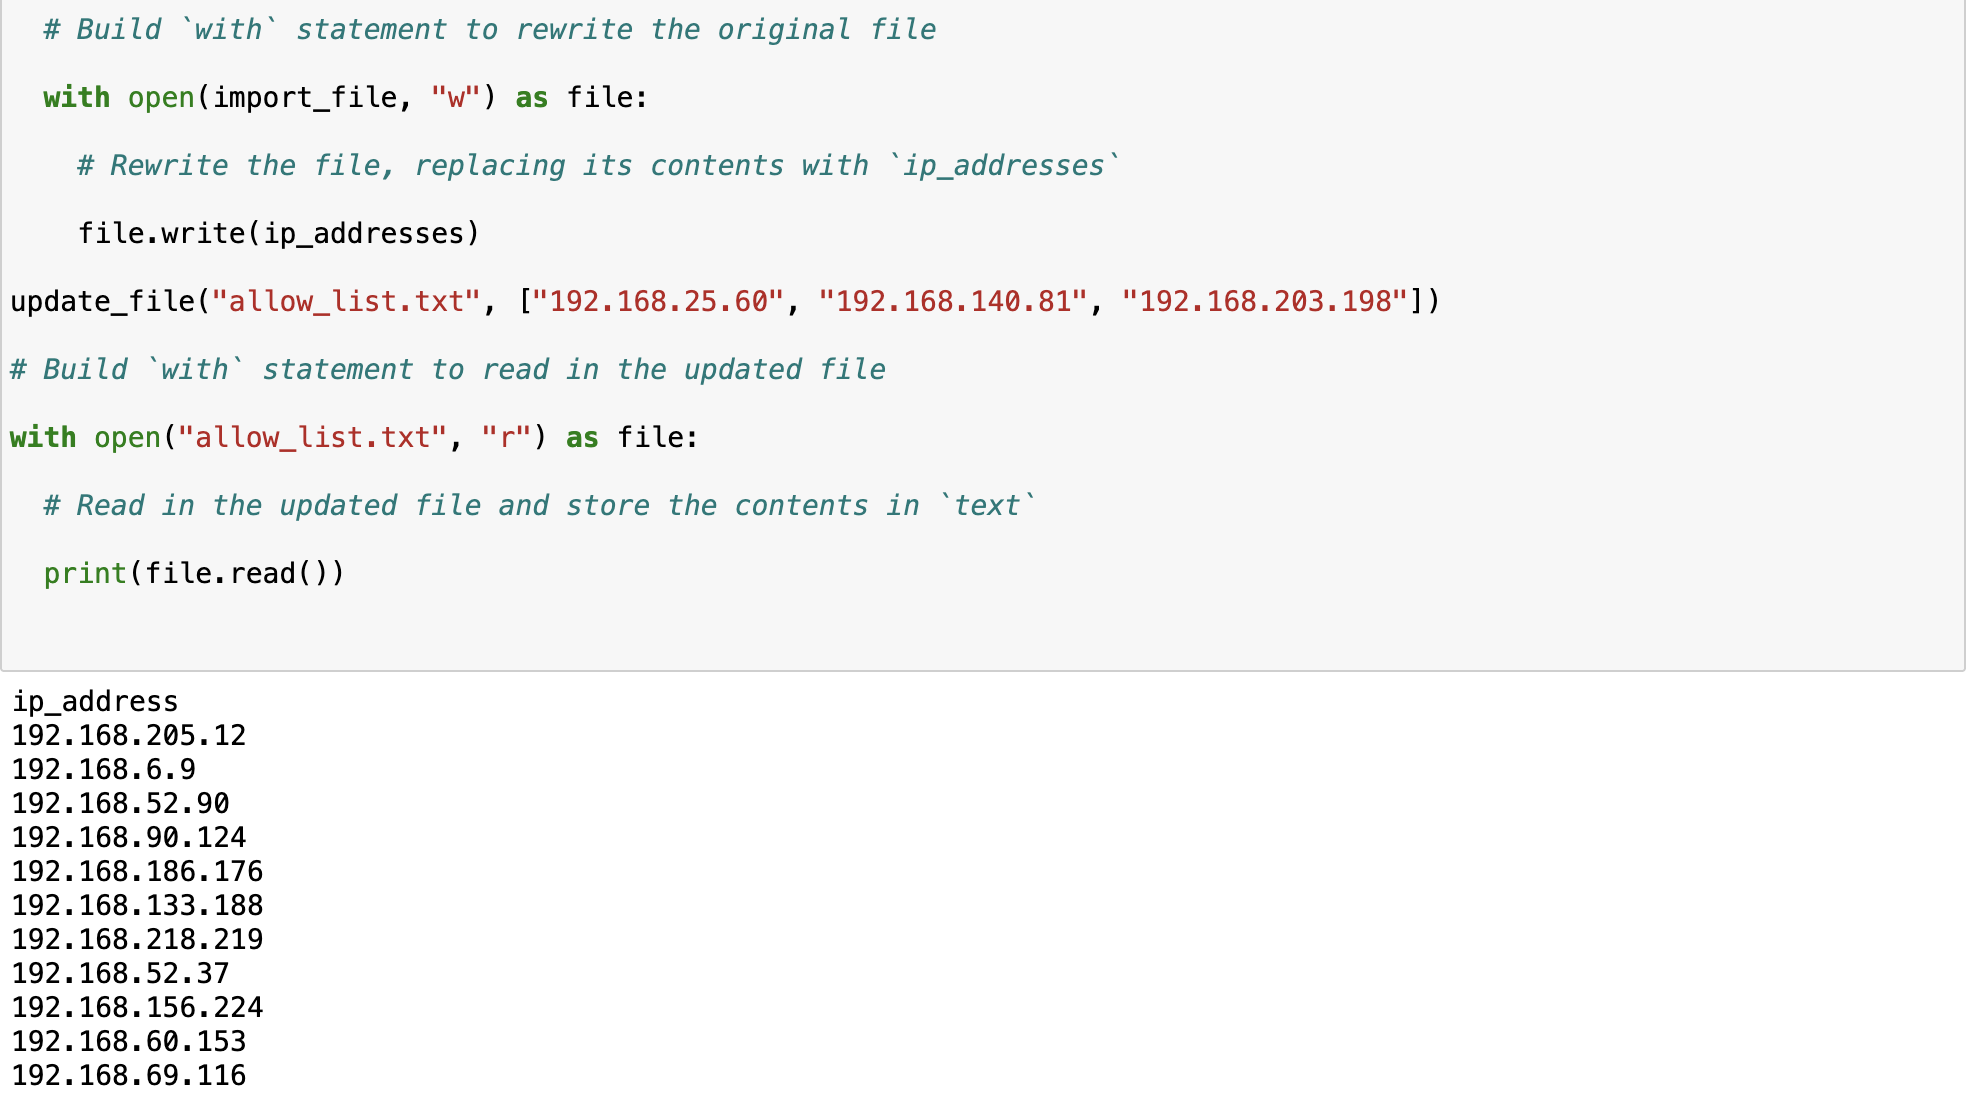 # Build `with` statement to rewrite the original file
with open(import_file, "w") as file:
# Rewrite the file, replacing its contents with `ip_addresses`
file.write(ip_addresses)
update_file("allow_list.txt", ["192.168.25.60", "192.168.140.81", "192.168.203.198"])
# Build `with` statement to read in the updated file
with open("allow_list.txt", "r") as file:
# Read in the updated file and store the contents in `text`
print(file.read())
ip_address
192.168.205.12
192.168.6.9
192.168.52.90
192.168.90.124
192.168.186.176
192.168.133.188
192.168.218.219
192.168.52.37
192.168.156.224
192.168.60.153
192.168.69.116